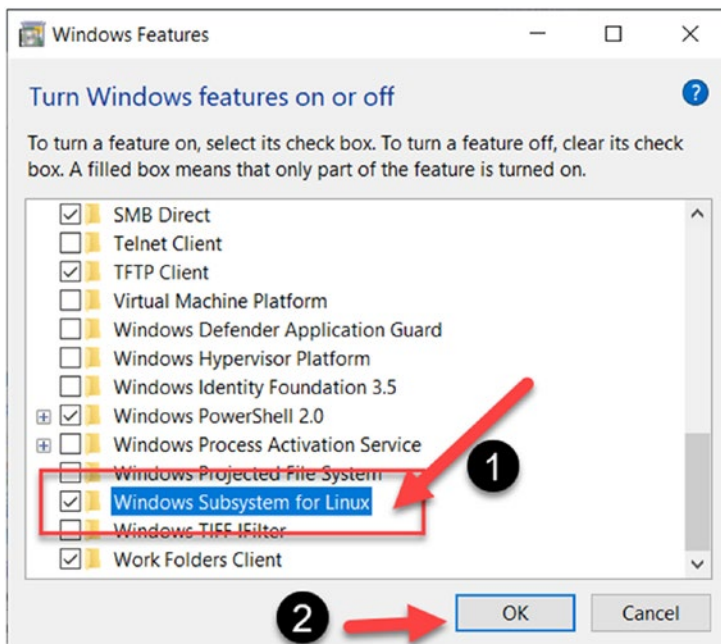 Windows Features
Turn Windows features on or off
?
To turn a feature on, select its check box. To turn a feature off, clear its check
box. A filled box means that only part of the feature is turned on.
SMB Direct
Telnet Client
TFTP Client
Virtual Machine Platform
Windows Defender Application Guard
Windows Hypervisor Platform
Windows Identity Foundation 3.5
Windows PowerShell 2.0
Windows Process Activation Service
Windows Projected File System
1
Windows Subsystem for Linux
Windows TIFF IFilter
Work Folders Client
2
OK Cancel